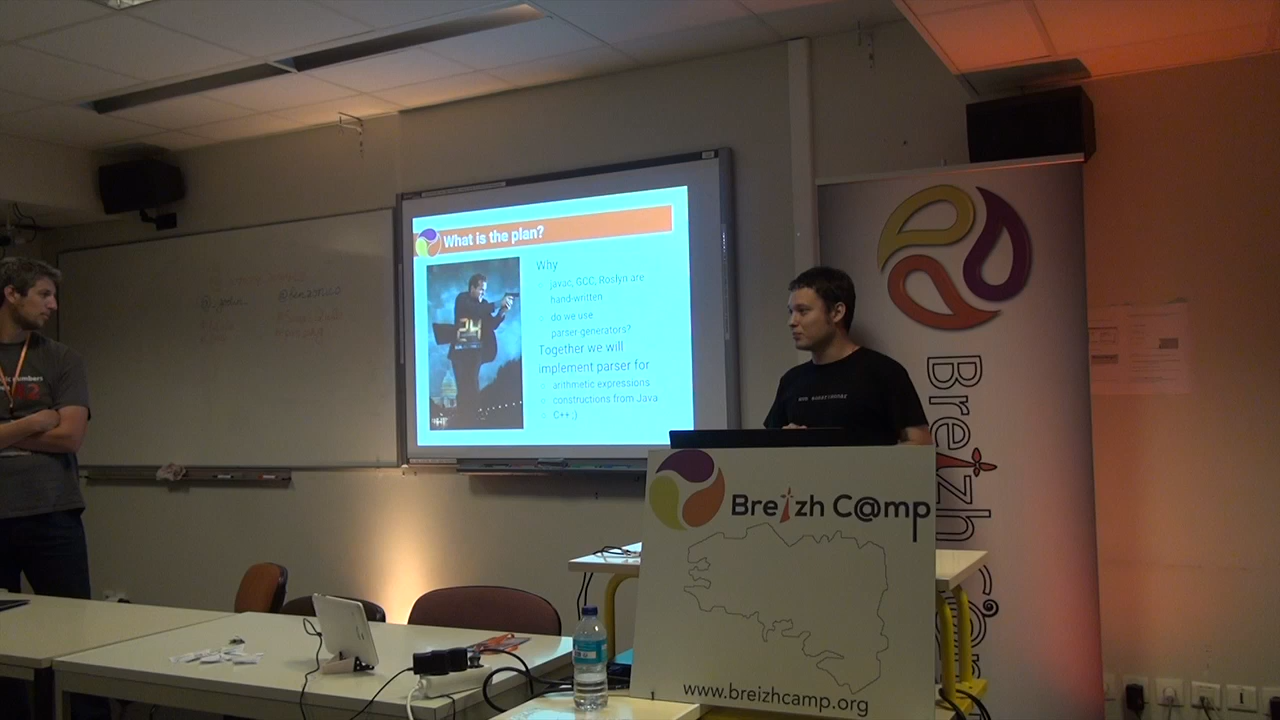 What is the plan?
Why
javac, GCC, Roslyn are
hand-written
do we use
parser generators?
Together we will
implement parser for
arithmetic expressions
constructions from Java
C++ ;)
24
Breizh C@mp
www.breizhcamp.org
Breizh C@m
numbers